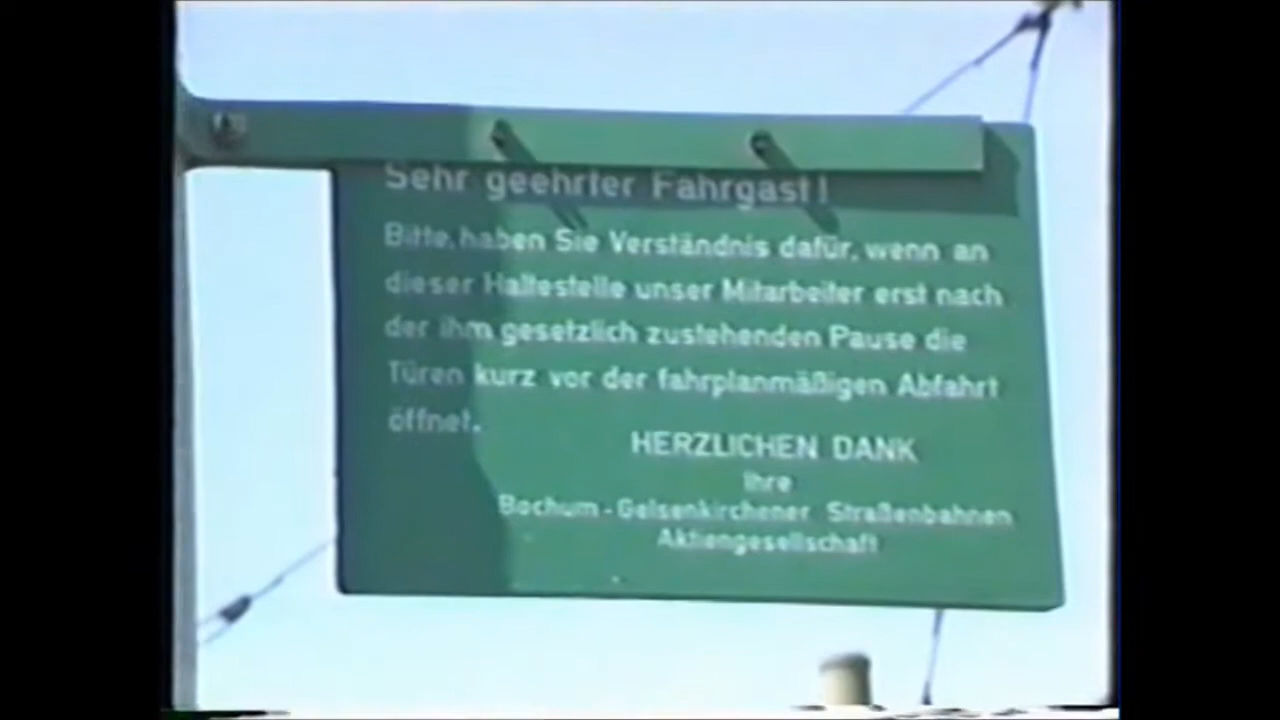 Sehr geehrter Fahrgast!
Bitte, haben Sie Verständnis dafür, wenn an
dieser Haltestelle unser Mitarbeiter erst nach
der ihm gesetzlich zustehenden Pause die
Türen kurz vor der fahrplanmäßigen Abfahrt
öffnet.
HERZLICHEN DANK
Ihre
Bochum-Gelsenkirchener Straßenbahnen
Aktiengesellschaft